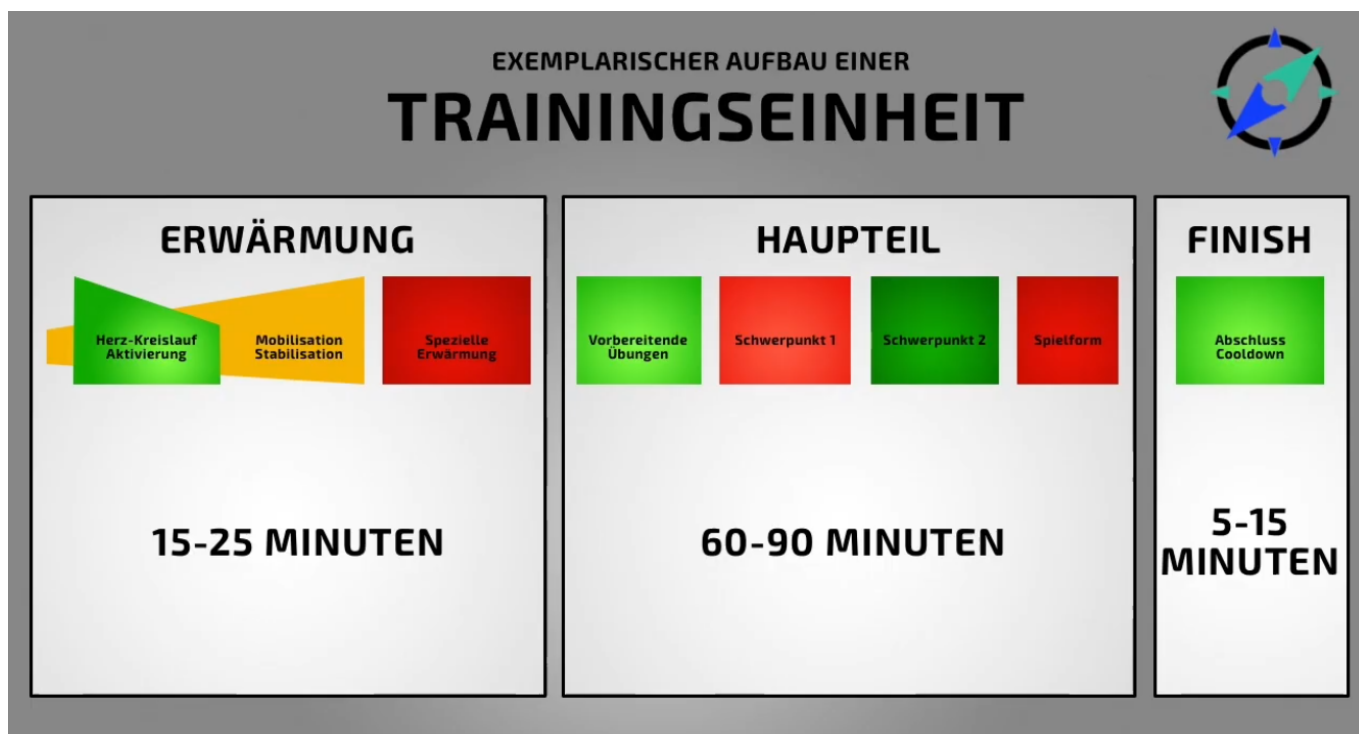 EXEMPLARISCHER AUFBAU EINER
TRAININGSEINHEIT
ERWÄRMUNG
Herz-Kreislauf
Aktivierung
Mobilisation
Stabilisation
Spezielle
Erwärmung
15-25 MINUTEN
HAUPTEIL
Vorbereitende
Übungen
Schwerpunkt 1
Schwerpunkt 2
Spielform
60-90 MINUTEN
FINISH
Abschluss
Cooldown
5-15
MINUTEN